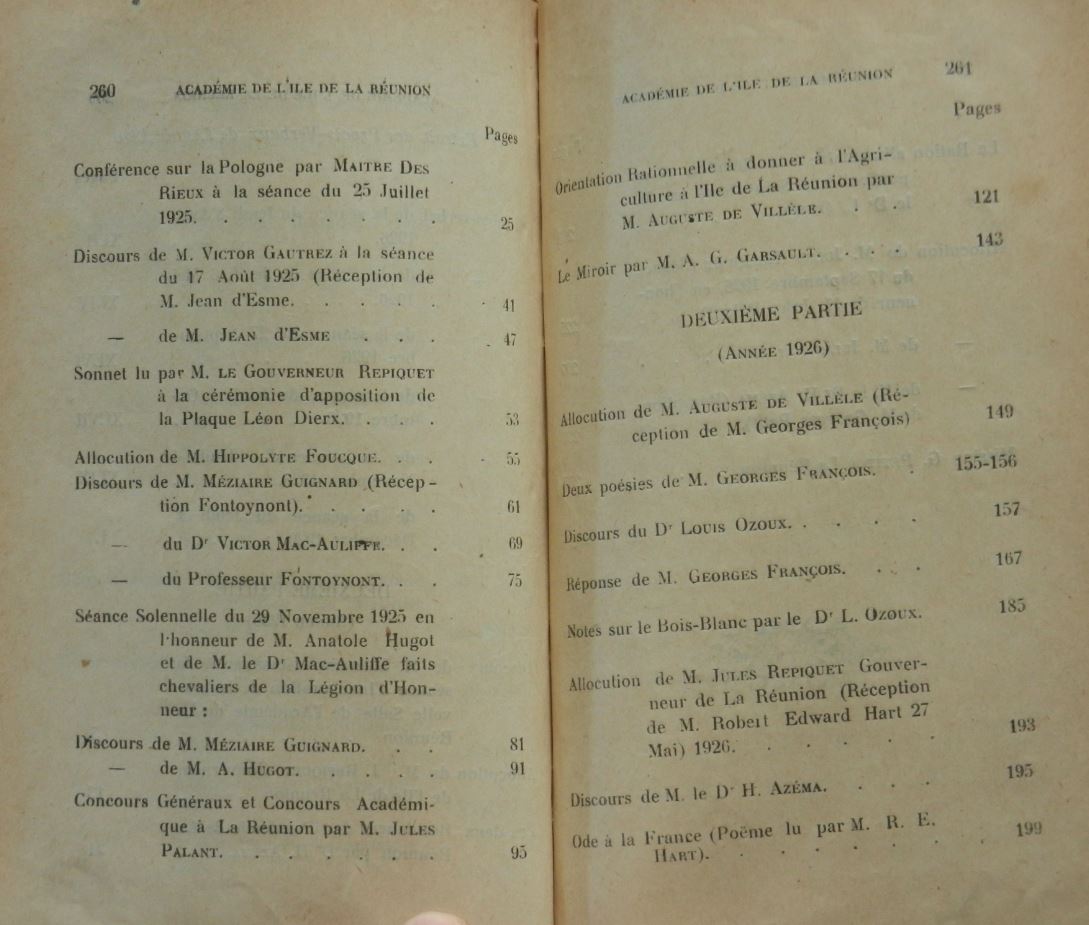 260 ACADÉMIE DE L'ILE DE LA RÉUNION
Pages
Conférence sur la Pologne par MAITRE DES
RIEUX à la séance du 25 Juillet
1925. . . . . . . 25
Discours de M. VICTOR GAUTREZ à la séance
du 17 Août 1925 (Réception de
M. Jean d'Esme. . . . . 41
— de M. JEAN d'ESME . . . 47
Sonnet lu par M. LE GOUVERNEUR REPIQUET
à la cérémonie d'apposition de
la Plaque Léon Dierx. . . . 53
Allocution de M. HIPPOLYTE FOUCQUE. . . 55
Discours de M. MÉZIAIRE GUIGNARD (Récep-
tion Fontoynont). . . . . 61
— du Dr VICTOR MAC-AULIFFE. . . 69
— du Professeur FONTOYNONT. . . 75
Séance Solennelle du 29 Novembre 1925 en
l'honneur de M. Anatole Hugot
et de M. le Dr Mac-Auliffe faits
chevaliers de la Légion d'Hon-
neur :
Discours de M. MÉZIAIRE GUIGNARD. . . 81
— de M. A. HUGOT. . . . . 91
Concours Généraux et Concours Académi-
que à La Réunion par M. JULES
PALANT. . . . . . . 95
ACADÉMIE DE L'ILE DE LA RÉUNION 261
Pages
Orientation Rationnelle à donner à l'Agri-
culture à l'Ile de La Réunion par
M. AUGUSTE DE VILLÈLE. . . 121
Le Miroir par M. A. G. GARSAULT. . . . 143
DEUXIÈME PARTIE
(ANNÉE 1926)
Allocution de M. AUGUSTE DE VILLÈLE (Ré-
ception de M. Georges François) 149
Deux poésies de M. GEORGES FRANÇOIS. . 155-156
Discours du Dr LOUIS OZOUX. . . . . 157
Réponse de M. GEORGES FRANÇOIS. . . . 167
Notes sur le Bois-Blanc par le Dr L. OZOUX. 185
Allocution de M. JULES REPIQUET Gouver-
neur de La Réunion (Réception
de M. Robert Edward Hart 27
Mai) 1926. . . . . . 193
Discours de M. le Dr H. AZÉMA. . . . 195
Ode à la France (Poëme lu par M. R. E.
HART). . . . . . . 199